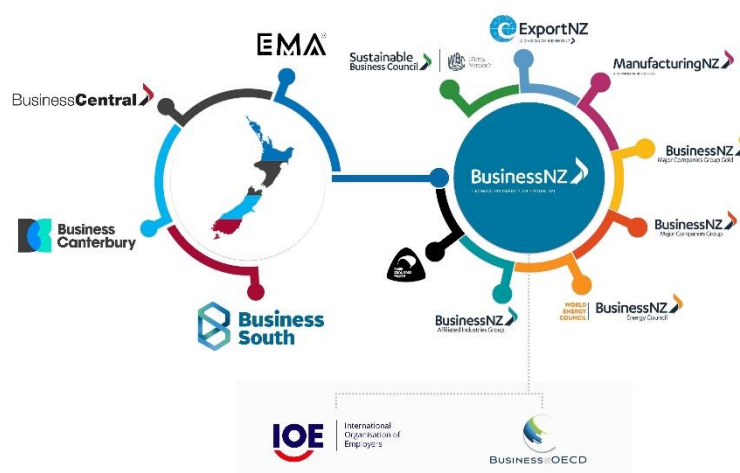 EMA
BusinessCentral
Business
Canterbury
Business
South
Sustainable
Business Council
ExportNZ
ManufacturingNZ
BusinessNZ
Major Companies Group Gold
BusinessNZ
Major Companies Group
WORLD
ENERGY
COUNCIL
BusinessNZ
Energy Council
BusinessNZ
Affiliated Industries Group
BusinessNZ
IOE
International
Organisation of
Employers
BUSINESS at OECD